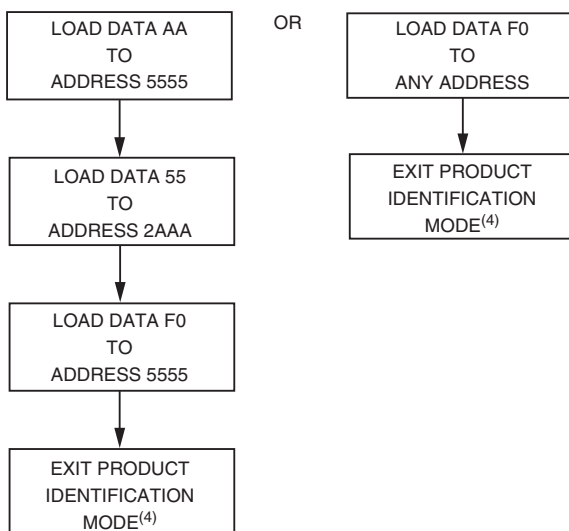 LOAD DATA AA
TO
ADDRESS 5555
LOAD DATA 55
TO
ADDRESS 2AAA
LOAD DATA F0
TO
ADDRESS 5555
EXIT PRODUCT
IDENTIFICATION
MODE(4)
OR
LOAD DATA F0
TO
ANY ADDRESS
EXIT PRODUCT
IDENTIFICATION
MODE(4)